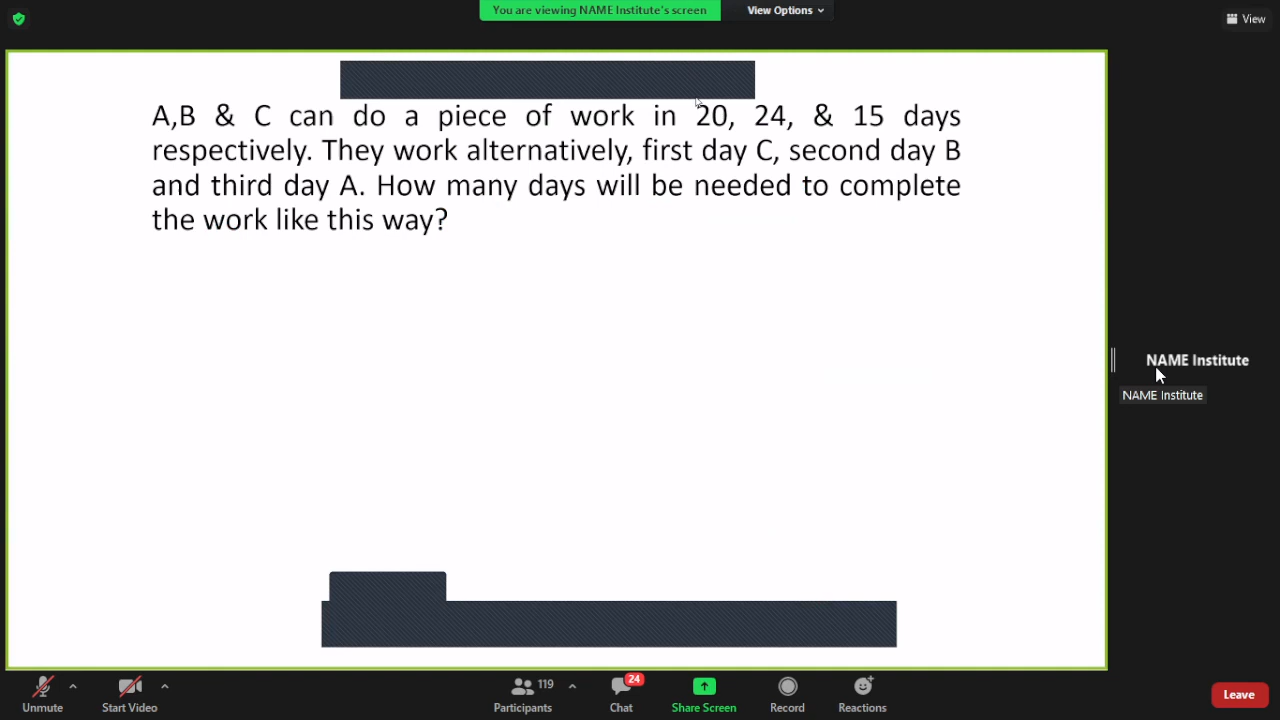 You are viewing NAME Institute's screen
View Options
View
A,B & C can do a piece of work in 20, 24, & 15 days
respectively. They work alternatively, first day C, second day B
and third day A. How many days will be needed to complete
the work like this way?
NAME Institute
NAME Institute
Unmute
Start Video
Participants
119
Chat
24
Share Screen
Record
Reactions
Leave